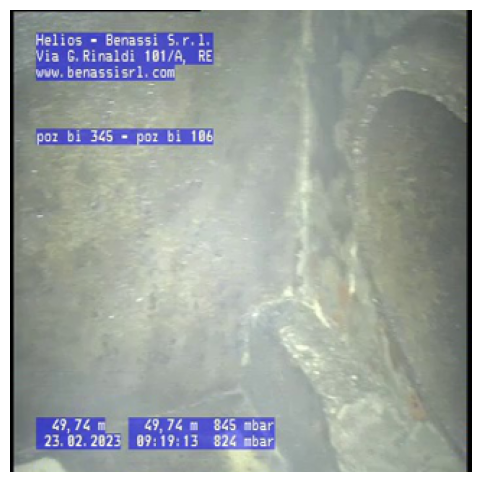 Helios - Benassi S.r.l.
Via G.Rinaldi 101/A, RE
www.benassisrl.com
poz bi 345 - poz bi 106
49,74 m 49,74 m 845 mbar
23.02.2023 09:19:13 824 mbar